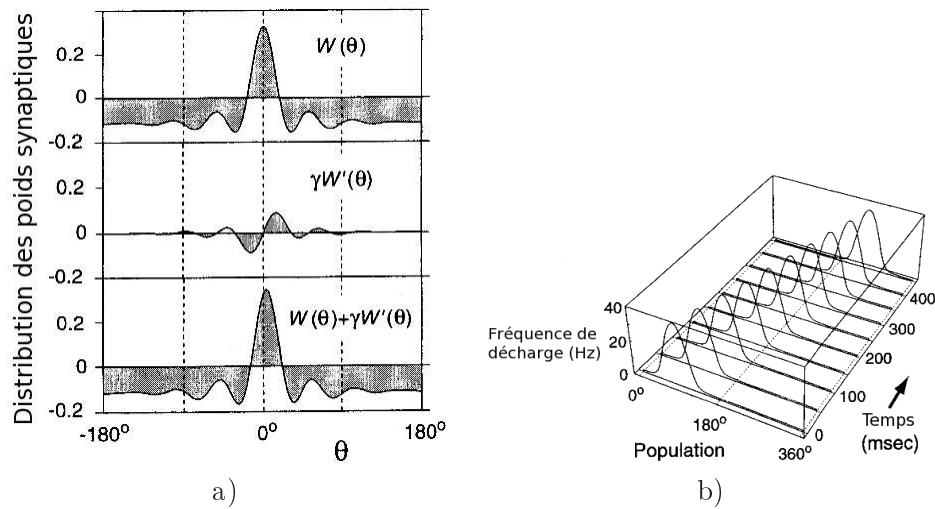 Distribution des poids synaptiques
0.2
0
-0.2
W(θ)
0.2
0
-0.2
γW'(θ)
0.2
0
-0.2
W(θ)+γW'(θ)
-180°
0°
180°
θ
a)
Fréquence de
décharge (Hz)
40
20
0
0°
180°
360°
Population
0
100
200
300
400
Temps
(msec)
b)